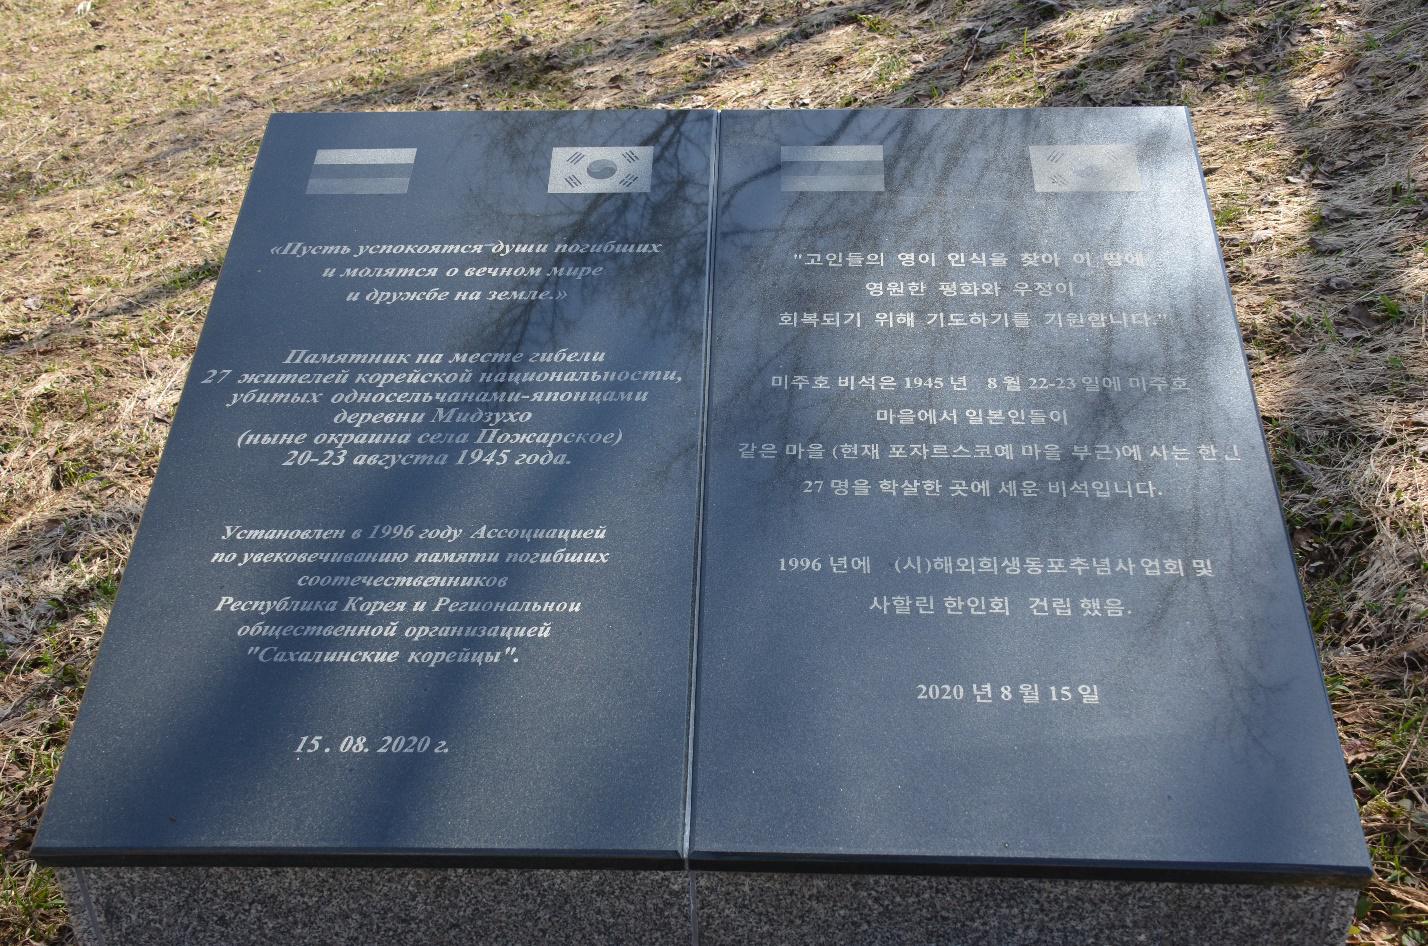 «Пусть успокоятся души погибших
и молятся о вечном мире
и дружбе на земле.»
Памятник на месте гибели
27 жителей корейской национальности,
убитых односельчанами-японцами
деревни Мидзухо
(ныне окраина села Пожарское)
20-23 августа 1945 года.
Установлен в 1996 году Ассоциацией
по увековечиванию памяти погибших
соотечественников
Республика Корея и Региональной
общественной организацией
"Сахалинские корейцы".
15. 08. 2020 г.
"고인들의 영이 인식을 찾아 이 땅에
영원한 평화와 우정이
회복되기 위해 기도하기를 기원합니다."
미주호 비석은 1945 년 8 월 22-23 일에 미주호
마을에서 일본인들이
같은 마을 (현재 포자르스코예 마을 부근)에 사는 한인
27 명을 학살한 곳에 세운 비석입니다.
1996 년에 (시)해외희생동포추념사업회 및
사할린 한인회 건립 했음.
2020 년 8 월 15 일